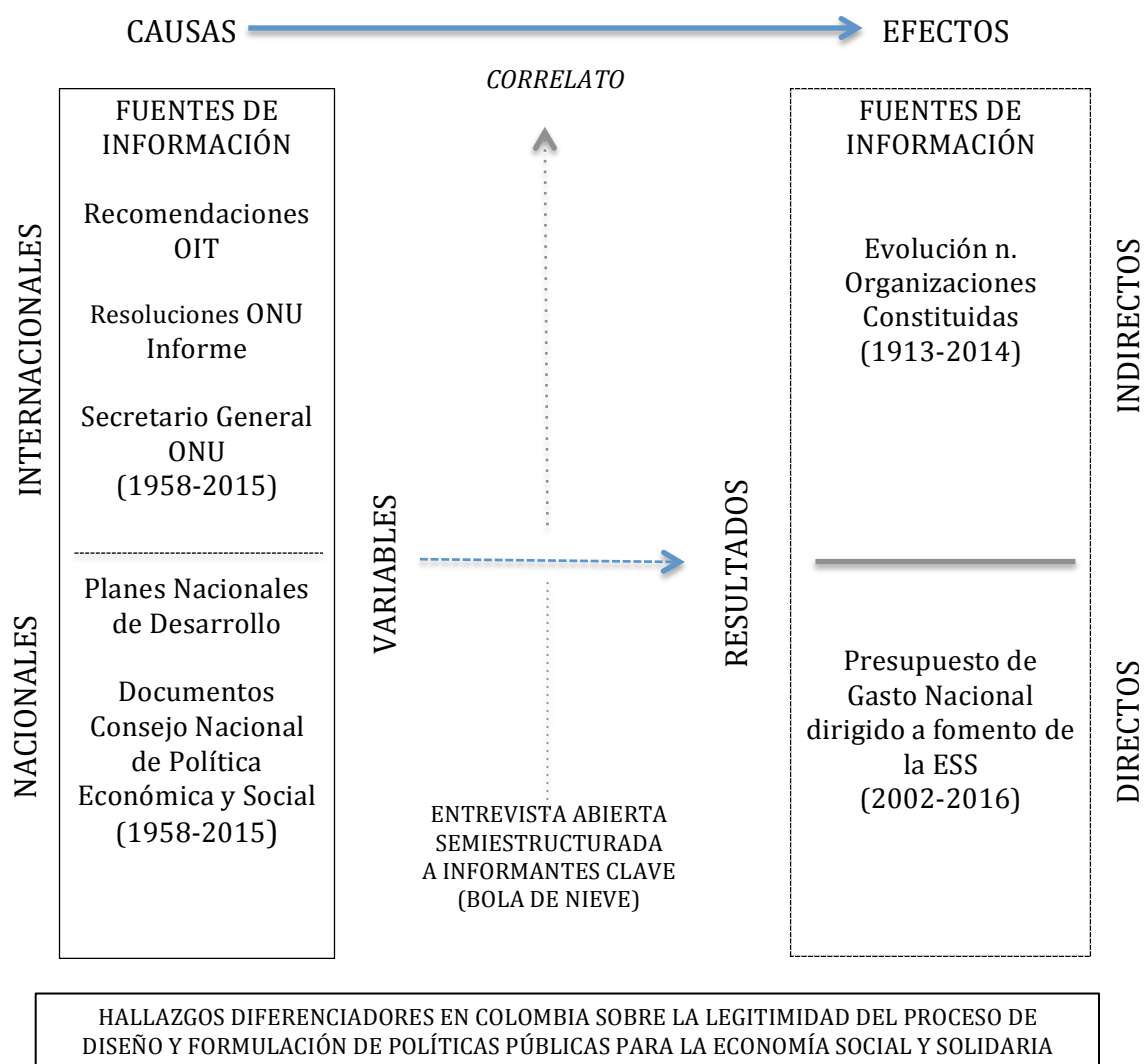 CAUSAS
EFECTOS
CORRELATO
FUENTES DE
INFORMACIÓN
Recomendaciones
OIT
Resoluciones ONU
Informe
Secretario General
ONU
(1958-2015)
Planes Nacionales
de Desarrollo
Documentos
Consejo Nacional
de Política
Económica y Social
(1958-2015)
INTERNACIONALES
NACIONALES
VARIABLES
RESULTADOS
ENTREVISTA ABIERTA
SEMIESTRUCTURADA
A INFORMANTES CLAVE
(BOLA DE NIEVE)
FUENTES DE
INFORMACIÓN
Evolución n.
Organizaciones
Constituidas
(1913-2014)
Presupuesto de
Gasto Nacional
dirigido a fomento de
la ESS
(2002-2016)
INDIRECTOS
DIRECTOS
HALLAZGOS DIFERENCIADORES EN COLOMBIA SOBRE LA LEGITIMIDAD DEL PROCESO DE
DISEÑO Y FORMULACIÓN DE POLÍTICAS PÚBLICAS PARA LA ECONOMÍA SOCIAL Y SOLIDARIA